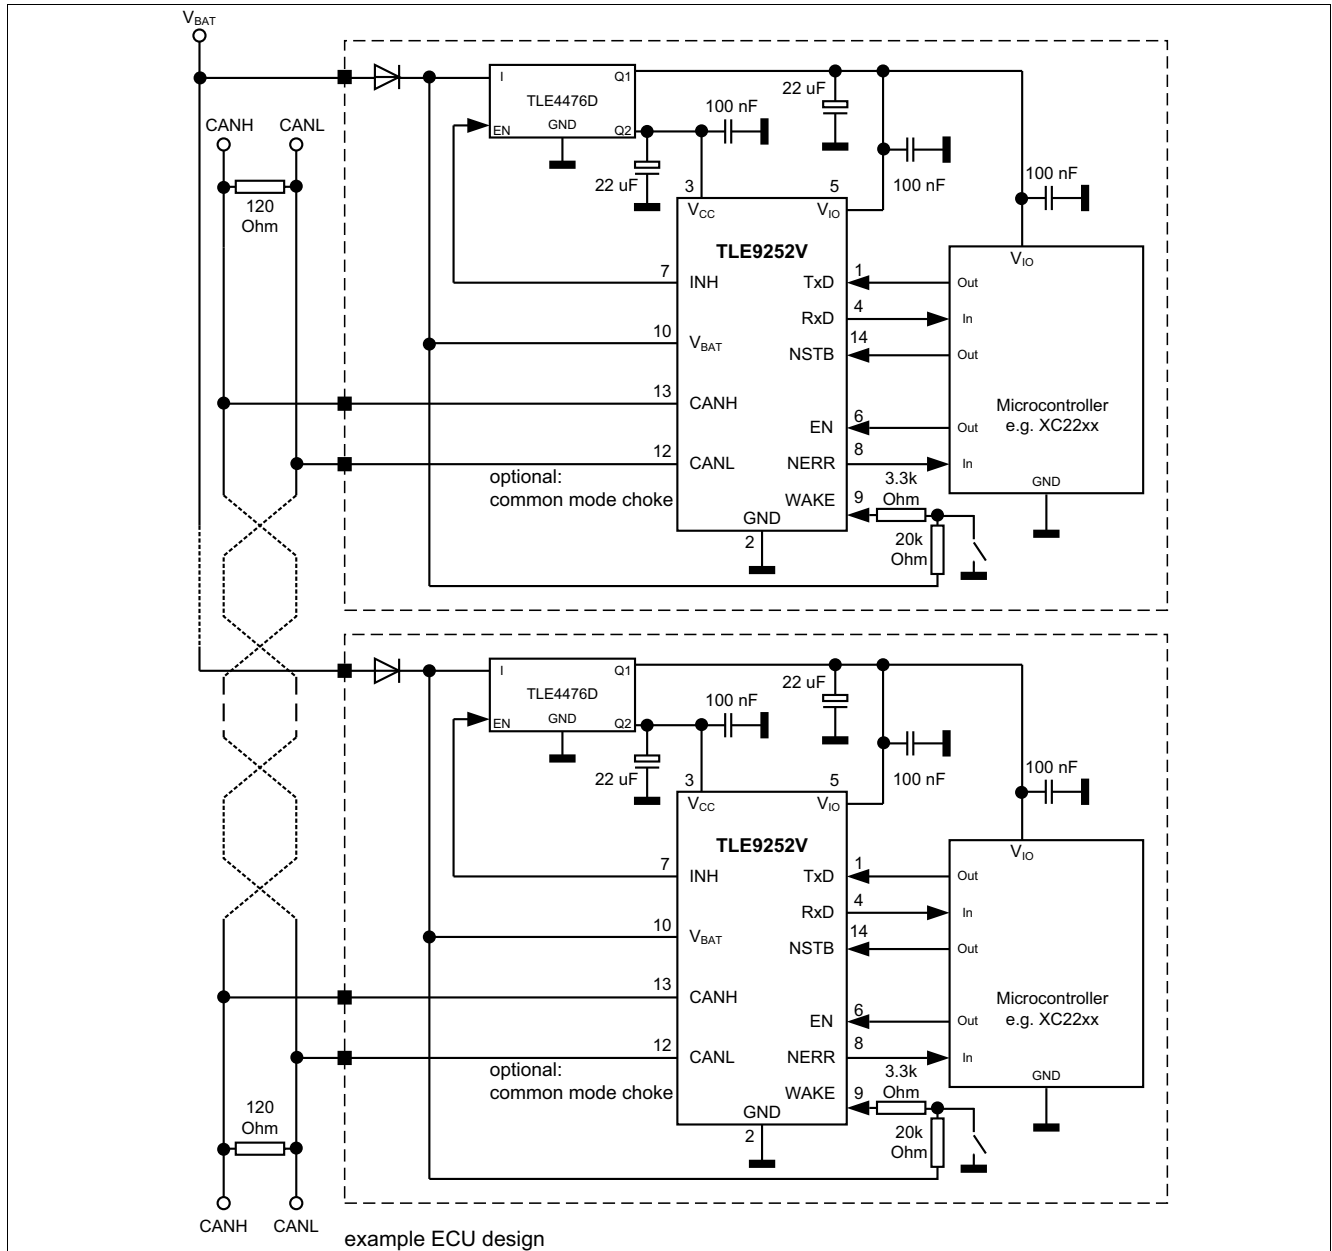 VBAT
CANH
CANL
120
Ohm
I
Q1
TLE4476D
EN
GND
Q2
22 uF
100 nF
22 uF
100 nF
100 nF
3
5
VCC
VIO
TLE9252V
7
INH
10
VBAT
13
CANH
12
CANL
optional:
common mode choke
TxD
1
RxD
4
NSTB
14
EN
6
NERR
8
WAKE
9
GND
2
3.3k
Ohm
20k
Ohm
VIO
Out
In
Out
Microcontroller
e.g. XC22xx
Out
In
GND
I
Q1
TLE4476D
EN
GND
Q2
22 uF
100 nF
22 uF
100 nF
100 nF
3
5
VCC
VIO
TLE9252V
7
INH
10
VBAT
13
CANH
12
CANL
optional:
common mode choke
TxD
1
RxD
4
NSTB
14
EN
6
NERR
8
WAKE
9
GND
2
3.3k
Ohm
20k
Ohm
VIO
Out
In
Out
Microcontroller
e.g. XC22xx
Out
In
GND
120
Ohm
CANH
CANL
example ECU design